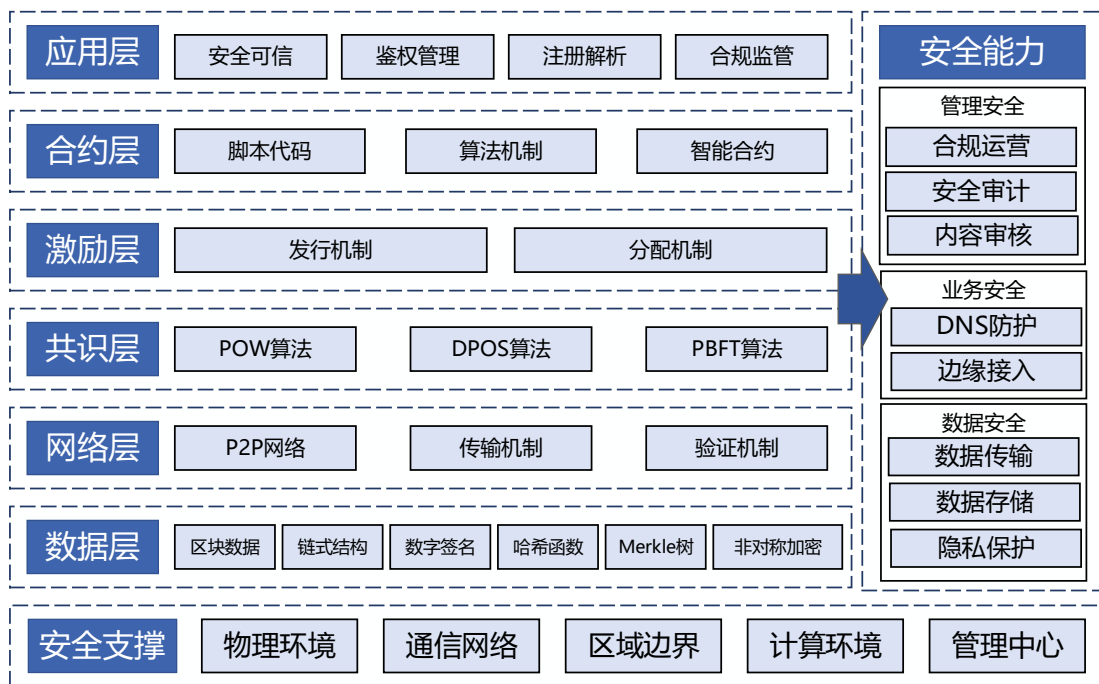 应用层
安全可信
鉴权管理
注册解析
合规监管
合约层
脚本代码
算法机制
智能合约
激励层
发行机制
分配机制
共识层
POW算法
DPOS算法
PBFT算法
网络层
P2P网络
传输机制
验证机制
数据层
区块数据
链式结构
数字签名
哈希函数
Merkle树
非对称加密
安全能力
管理安全
合规运营
安全审计
内容审核
业务安全
DNS防护
边缘接入
数据安全
数据传输
数据存储
隐私保护
安全支撑
物理环境
通信网络
区域边界
计算环境
管理中心